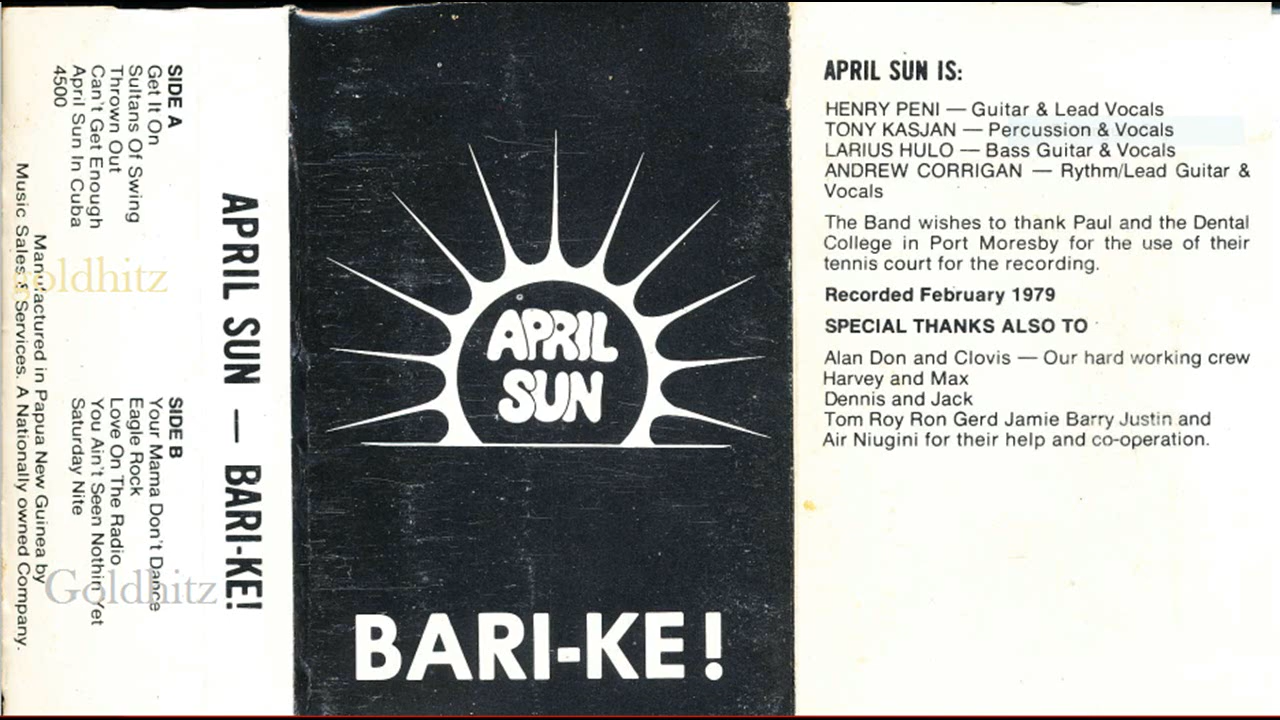 SIDE A
Get It On
Sultans Of Swing
Thrown Out
Can't Get Enough
April Sun In Cuba
4500
SIDE B
Your Mama Don't Dance
Eagle Rock
Love On The Radio
You Ain't Seen Nothin' Yet
Saturday Nite
Manufactured in Papua New Guinea by
Music Sales & Services. A Nationally owned Company.
Goldhitz
Goldhitz
APRIL SUN — BARI-KE!
APRIL
SUN
BARI-KE!
APRIL SUN IS:
HENRY PENI — Guitar & Lead Vocals
TONY KASJAN — Percussion & Vocals
LARIUS HULO — Bass Guitar & Vocals
ANDREW CORRIGAN — Rythm/Lead Guitar &
Vocals
The Band wishes to thank Paul and the Dental
College in Port Moresby for the use of their
tennis court for the recording.
Recorded February 1979
SPECIAL THANKS ALSO TO
Alan Don and Clovis — Our hard working crew
Harvey and Max
Dennis and Jack
Tom Roy Ron Gerd Jamie Barry Justin and
Air Niugini for their help and co-operation.